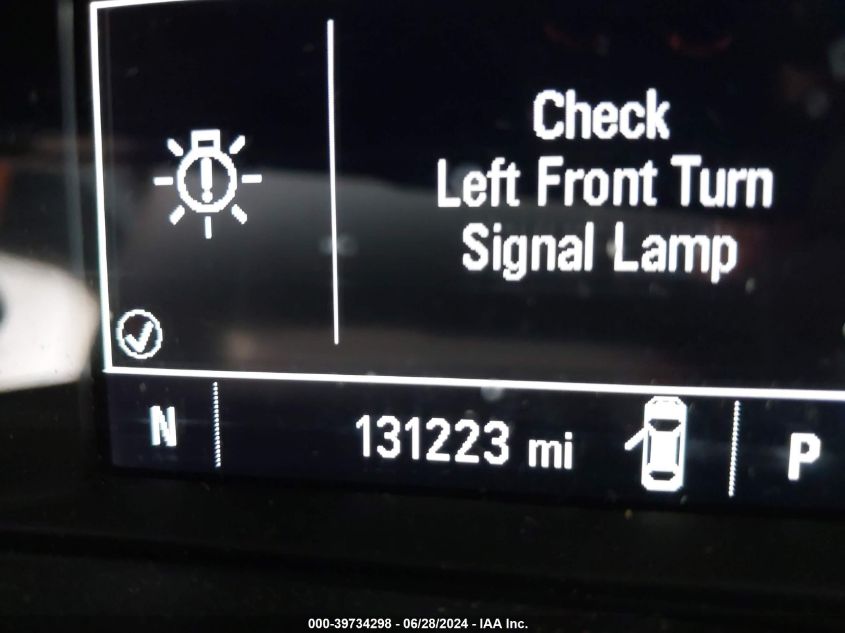 Check
Left Front Turn
Signal Lamp
N 131223 mi P
000-39734298 - 06/28/2024 - IAA Inc.